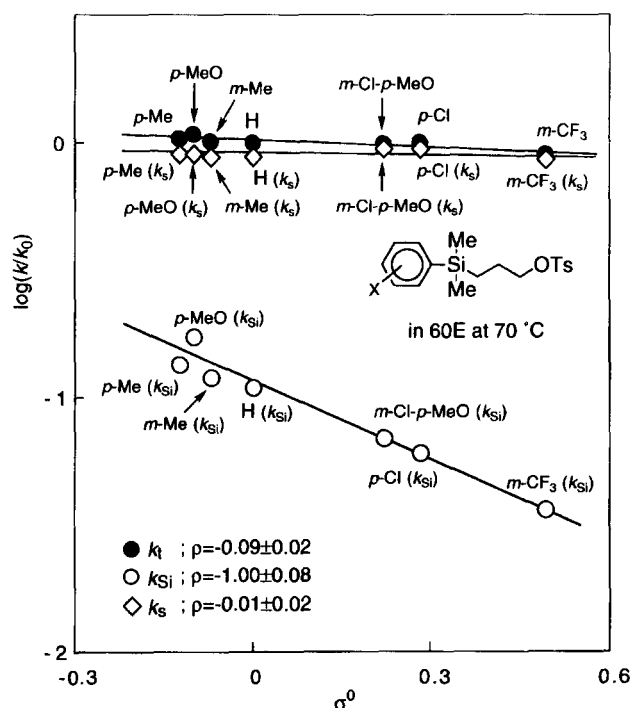 p-MeO
m-Me
m-Cl-p-MeO
p-Me
H
p-Cl
m-CF₃
0
p-Me (kₛ)
H (kₛ)
p-Cl (kₛ)
m-CF₃ (kₛ)
p-MeO (kₛ)
m-Me (kₛ)
m-Cl-p-MeO (kₛ)
log(k/k₀)
Me
Si
OTs
X
Me
in 60E at 70 ˚C
p-MeO (kSi)
- 1
p-Me (kSi)
m-Me (kSi)
H (kSi)
m-Cl-p-MeO (kSi)
p-Cl (kSi)
m-CF₃ (kSi)
kt ; ρ=-0.09±0.02
kSi ; ρ=-1.00±0.08
kₛ ; ρ=-0.01±0.02
- 2
-0.3
0
0.3
0.6
σ⁰